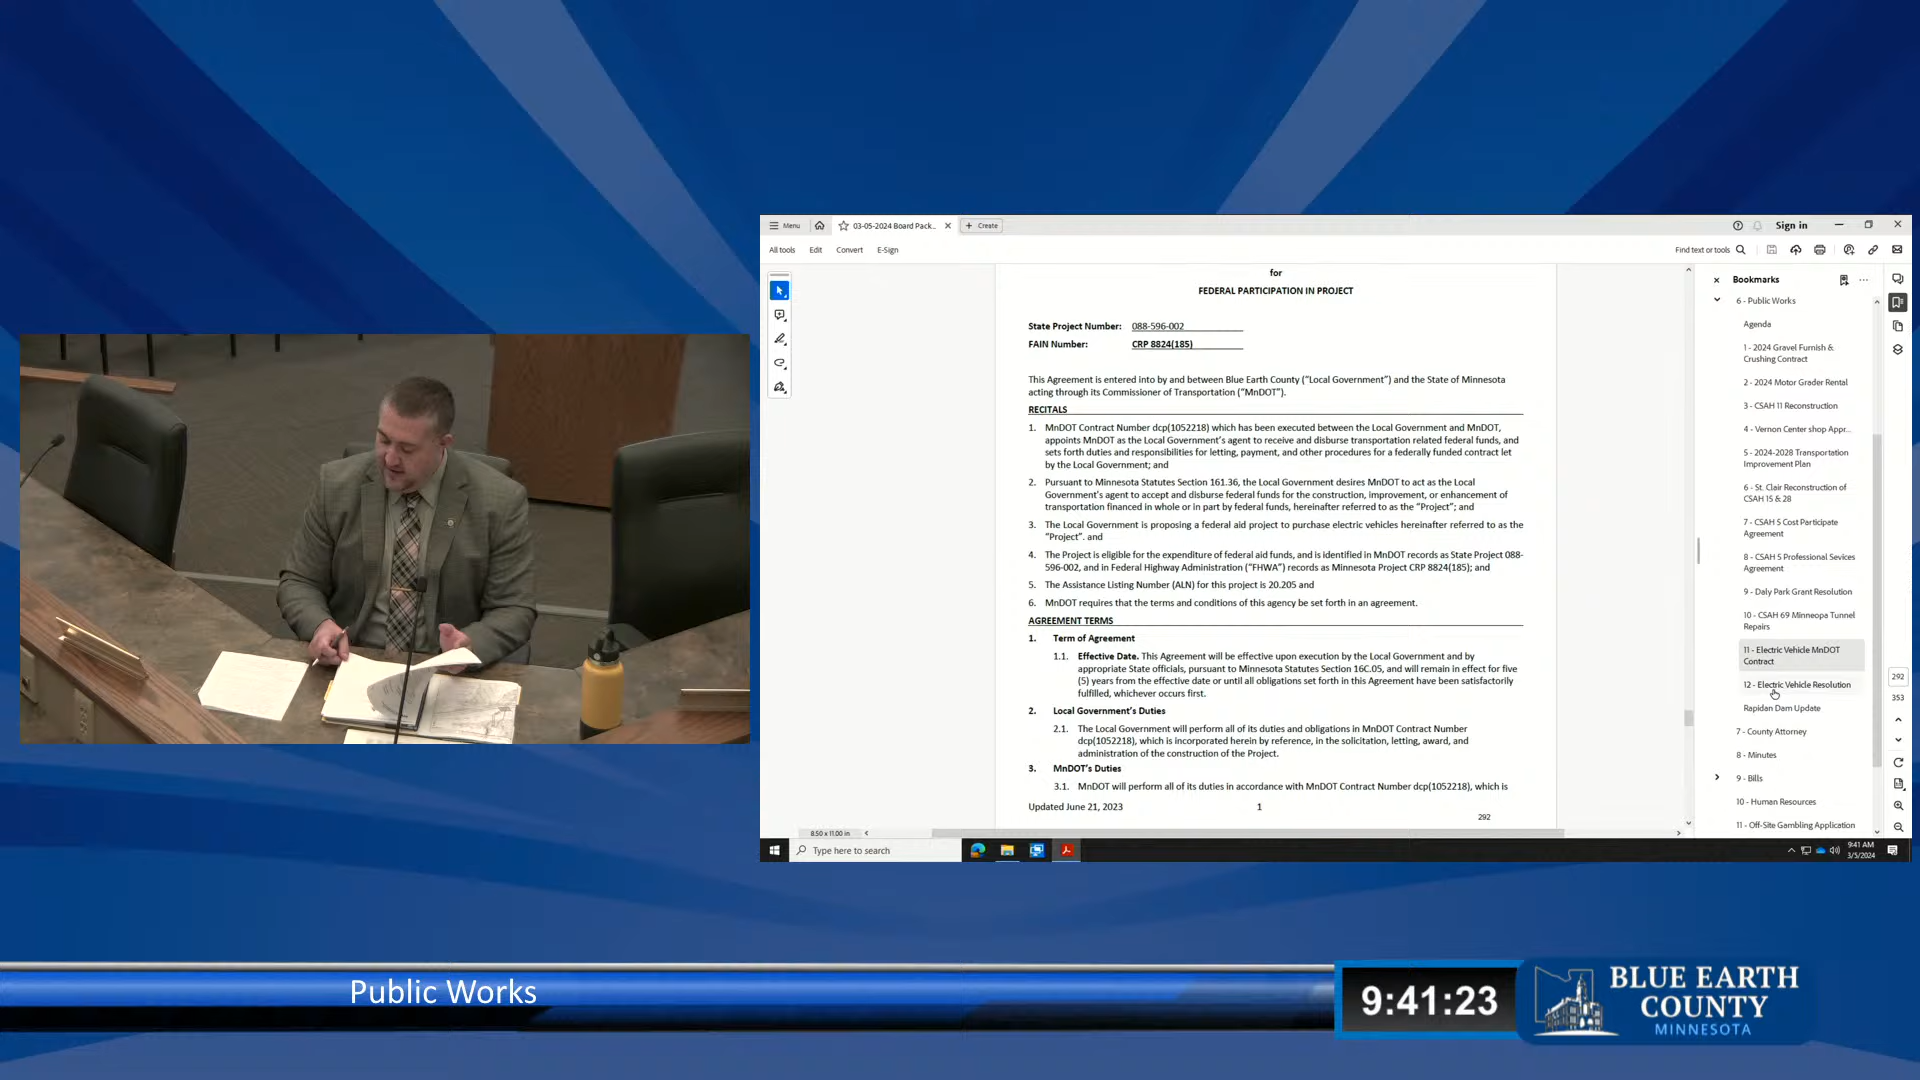 Menu
03-05-2024 Board Pack...
Create
Sign in
All tools
Edit
Convert
E-Sign
Find text or tools
for
FEDERAL PARTICIPATION IN PROJECT
State Project Number: 088-596-002
FAIN Number: CRP 8824(185)
This Agreement is entered into by and between Blue Earth County ("Local Government") and the State of Minnesota
acting through its Commissioner of Transportation ("MnDOT").
RECITALS
1. MnDOT Contract Number dcp(1052218) which has been executed between the Local Government and MnDOT,
appoints MnDOT as the Local Government's agent to receive and disburse transportation related federal funds, and
sets forth duties and responsibilities for letting, payment, and other procedures for a federally funded contract let
by the Local Government; and
2. Pursuant to Minnesota Statutes Section 161.36, the Local Government desires MnDOT to act as the Local
Government's agent to accept and disburse federal funds for the construction, improvement, or enhancement of
transportation financed in whole or in part by federal funds, hereinafter referred to as the "Project"; and
3. The Local Government is proposing a federal aid project to purchase electric vehicles hereinafter referred to as the
"Project". and
4. The Project is eligible for the expenditure of federal aid funds, and is identified in MnDOT records as State Project 088-
596-002, and in Federal Highway Administration ("FHWA") records as Minnesota Project CRP 8824(185); and
5. The Assistance Listing Number (ALN) for this project is 20.205 and
6. MnDOT requires that the terms and conditions of this agency be set forth in an agreement.
AGREEMENT TERMS
1. Term of Agreement
1.1. Effective Date. This Agreement will be effective upon execution by the Local Government and by
appropriate State officials, pursuant to Minnesota Statutes Section 16C.05, and will remain in effect for five
(5) years from the effective date or until all obligations set forth in this Agreement have been satisfactorily
fulfilled, whichever occurs first.
2. Local Government's Duties
2.1. The Local Government will perform all of its duties and obligations in MnDOT Contract Number
dcp(1052218), which is incorporated herein by reference, in the solicitation, letting, award, and
administration of the construction of the Project.
3. MnDOT's Duties
3.1. MnDOT will perform all of its duties in accordance with MnDOT Contract Number dcp(1052218), which is
Updated June 21, 2023
1
292
8.50 x 11.00 in
Bookmarks
6 - Public Works
Agenda
1 - 2024 Gravel Furnish &
Crushing Contract
2 - 2024 Motor Grader Rental
3 - CSAH 11 Reconstruction
4 - Vernon Center shop Appr...
5 - 2024-2028 Transportation
Improvement Plan
6 - St. Clair Reconstruction of
CSAH 15 & 28
7 - CSAH 5 Cost Participate
Agreement
8 - CSAH 5 Professional Sevices
Agreement
9 - Daly Park Grant Resolution
10 - CSAH 69 Minneopa Tunnel
Repairs
11 - Electric Vehicle MnDOT
Contract
12 - Electric Vehicle Resolution
Rapidan Dam Update
7 - County Attorney
8 - Minutes
9 - Bills
10 - Human Resources
11 - Off-Site Gambling Application
292
353
Type here to search
9:41 AM
3/5/2024
Public Works
9:41:23
BLUE EARTH
COUNTY
MINNESOTA